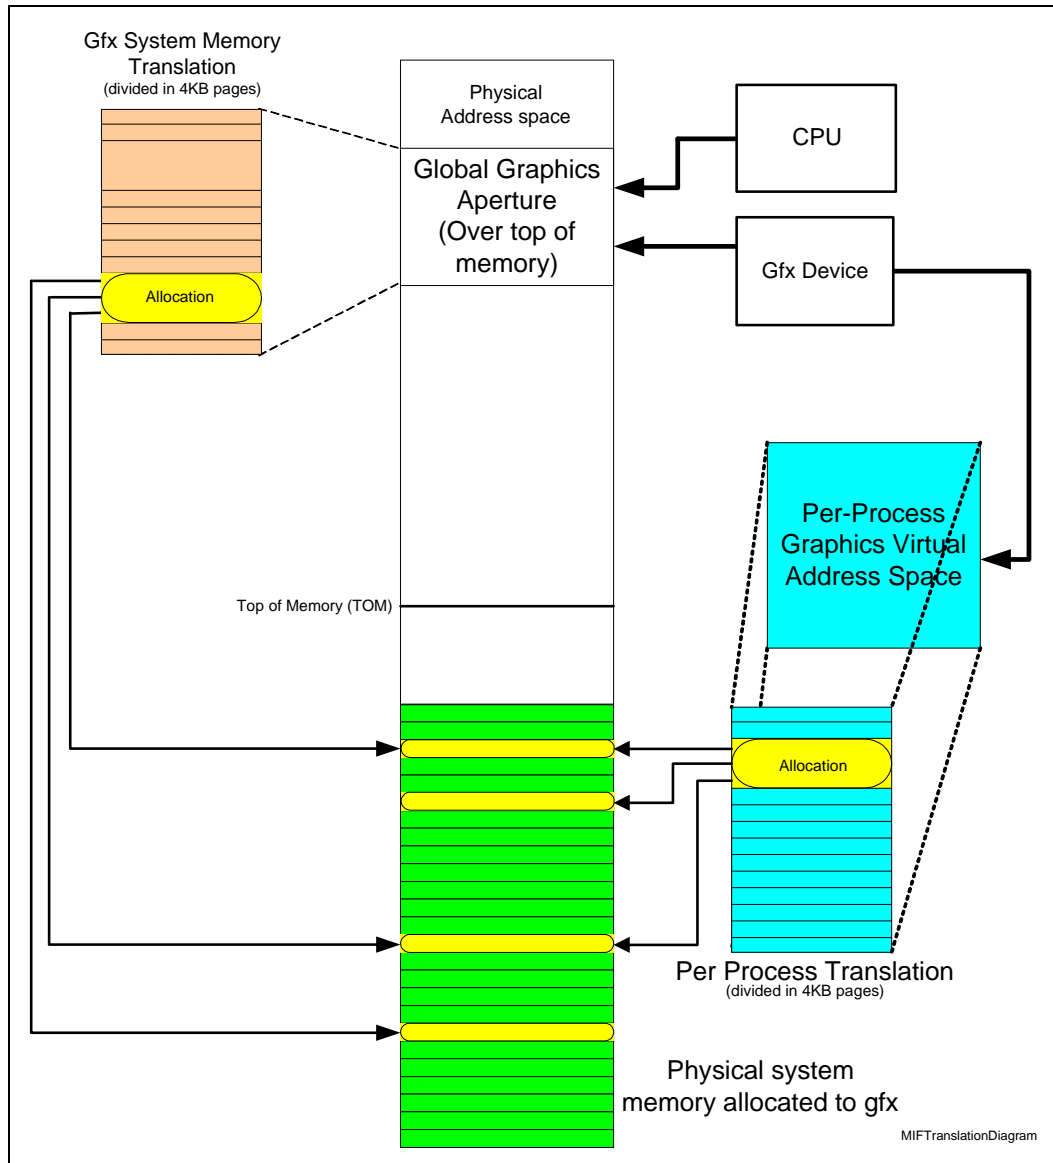 Gfx System Memory
Translation
(divided in 4KB pages)
Allocation
Physical
Address space
Global Graphics
Aperture
(Over top of
memory)
CPU
Gfx Device
Per-Process
Graphics Virtual
Address Space
Top of Memory (TOM)
Allocation
Per Process Translation
(divided in 4KB pages)
Physical system
memory allocated to gfx
MIFTranslationDiagram